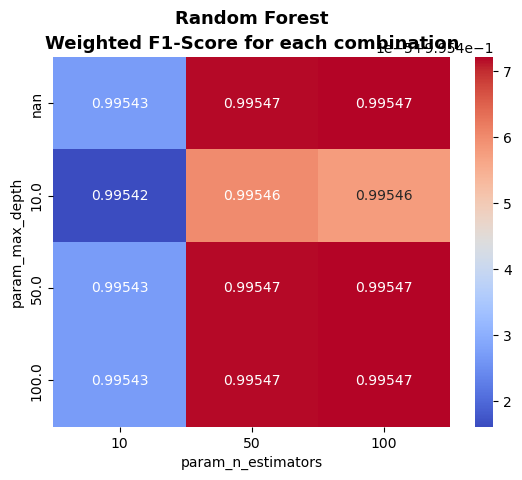 Random Forest
Weighted F1-Score for each combination
1e−5+9.954e−1
nan
0.99543 0.99547 0.99547
10.0
0.99542 0.99546 0.99546
50.0
0.99543 0.99547 0.99547
100.0
0.99543 0.99547 0.99547
param_max_depth
10 50 100
param_n_estimators
7
6
5
4
3
2